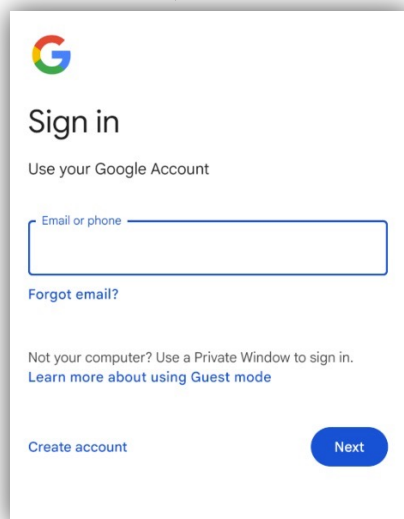 Sign in
Use your Google Account
Email or phone
Forgot email?
Not your computer? Use a Private Window to sign in.
Learn more about using Guest mode
Create account
Next